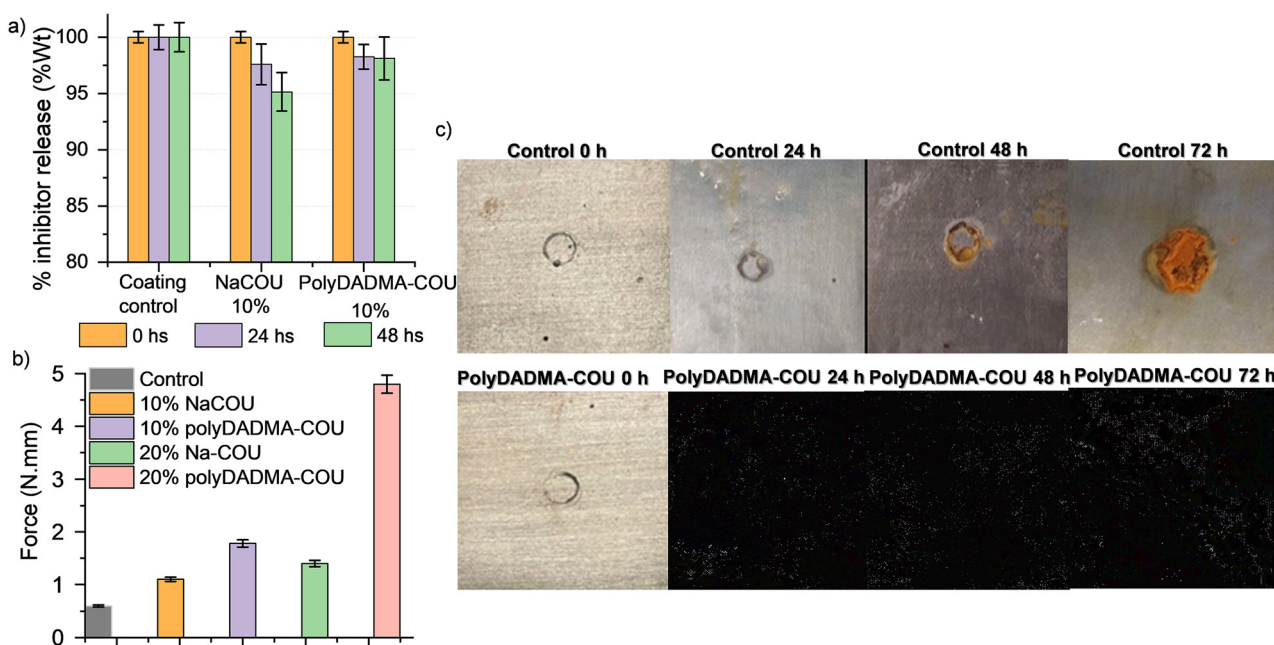 a)
% inhibitor release (%Wt)
100
95
90
85
80
Coating
control
NaCOU
10%
PolyDADMA-COU
10%
0 hs
24 hs
48 hs
b)
Force (N.mm)
5
4
3
2
1
0
Control
10% NaCOU
10% polyDADMA-COU
20% Na-COU
20% polyDADMA-COU
c)
Control 0 h
Control 24 h
Control 48 h
Control 72 h
PolyDADMA-COU 0 h
PolyDADMA-COU 24 h
PolyDADMA-COU 48 h
PolyDADMA-COU 72 h